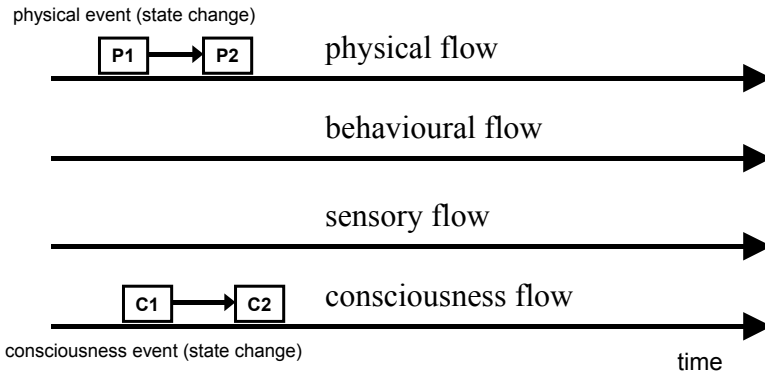 physical event (state change)
P1 P2 physical flow
behavioural flow
sensory flow
C1 C2 consciousness flow
consciousness event (state change)
time